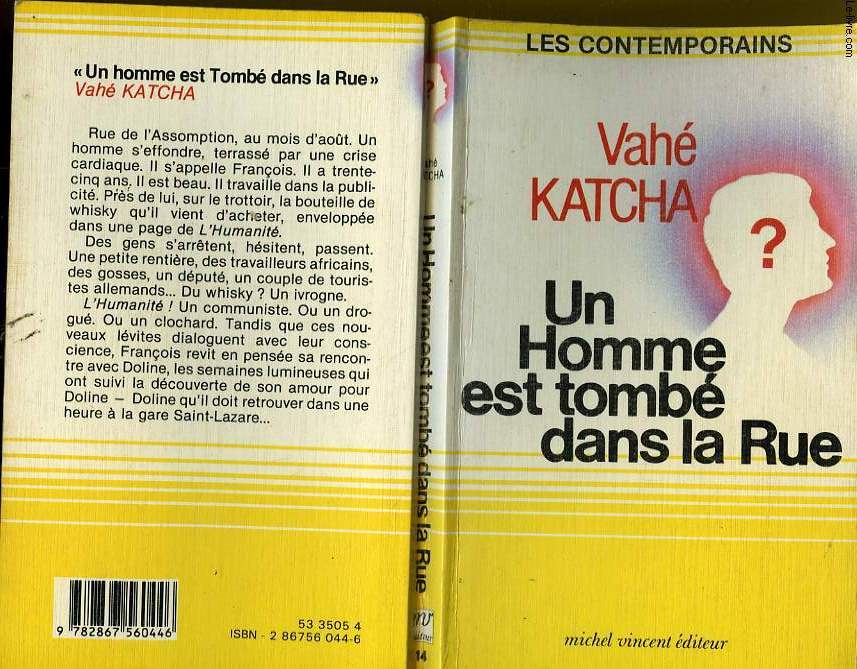 « Un homme est Tombé dans la Rue »
Vahé KATCHA
Rue de l'Assomption, au mois d'août. Un
homme s'effondre, terrassé par une crise
cardiaque. Il s'appelle François. Il a trente-
cinq ans. Il est beau. Il travaille dans la publi-
cité. Près de lui, sur le trottoir, la bouteille de
whisky qu'il vient d'acheter, enveloppée
dans une page de L'Humanité.
Des gens s'arrêtent, hésitent, passent.
Une petite rentière, des travailleurs africains,
des gosses, un député, un couple de touris-
tes allemands... Du whisky ? Un ivrogne.
L'Humanité ! Un communiste. Ou un dro-
gué. Ou un clochard. Tandis que ces nou-
veaux lévites dialoguent avec leur cons-
cience, François revit en pensée sa rencon-
tre avec Doline, les semaines lumineuses qui
ont suivi la découverte de son amour pour
Doline — Doline qu'il doit retrouver dans une
heure à la gare Saint-Lazare...
9 782867 560446
53 3505 4
ISBN - 2 86756 044-6
?
Un Homme est tombé dans la Rue
mv
14
LES CONTEMPORAINS
Vahé
KATCHA
?
Un
Homme
est tombé
dans la Rue
michel vincent éditeur
Le-livre.com